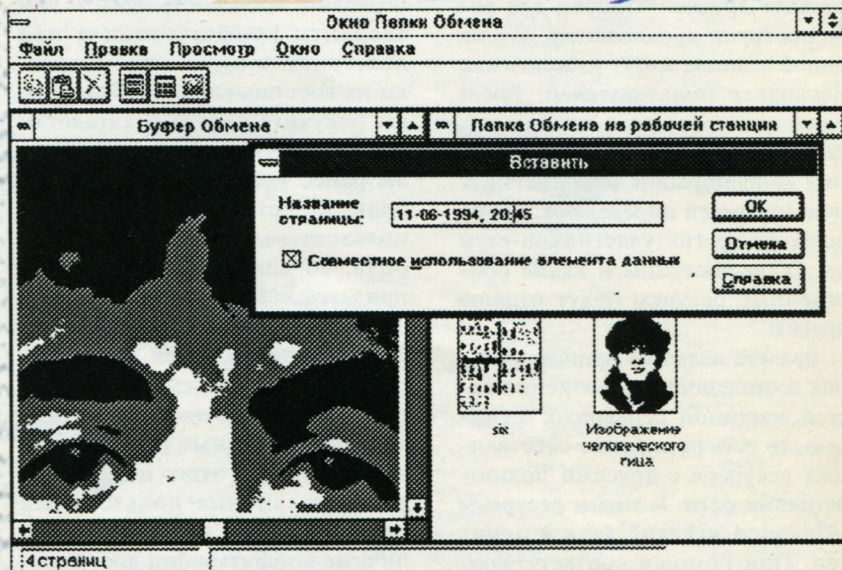 Окно Папки Обмена
Файл Правка Просмотр Окно Справка
Буфер Обмена
Папка Обмена на рабочей станции
Вставить
Название
страницы:
11-06-1994, 20:45
OK
Отмена
Справка
Совместное использование элемента данных
six
Изображение
человеческого
лица
4 страниц